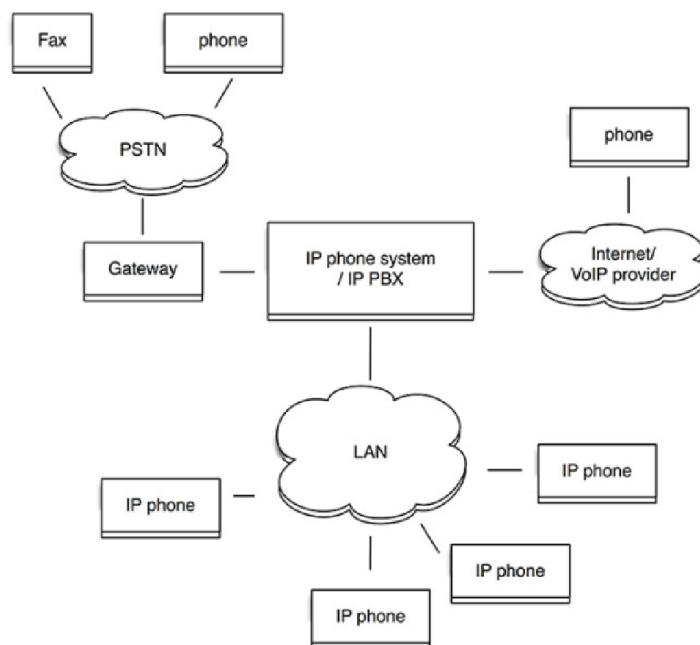 Fax
phone
PSTN
phone
Gateway
IP phone system
/ IP PBX
Internet/
VoIP provider
LAN
IP phone
IP phone
IP phone
IP phone